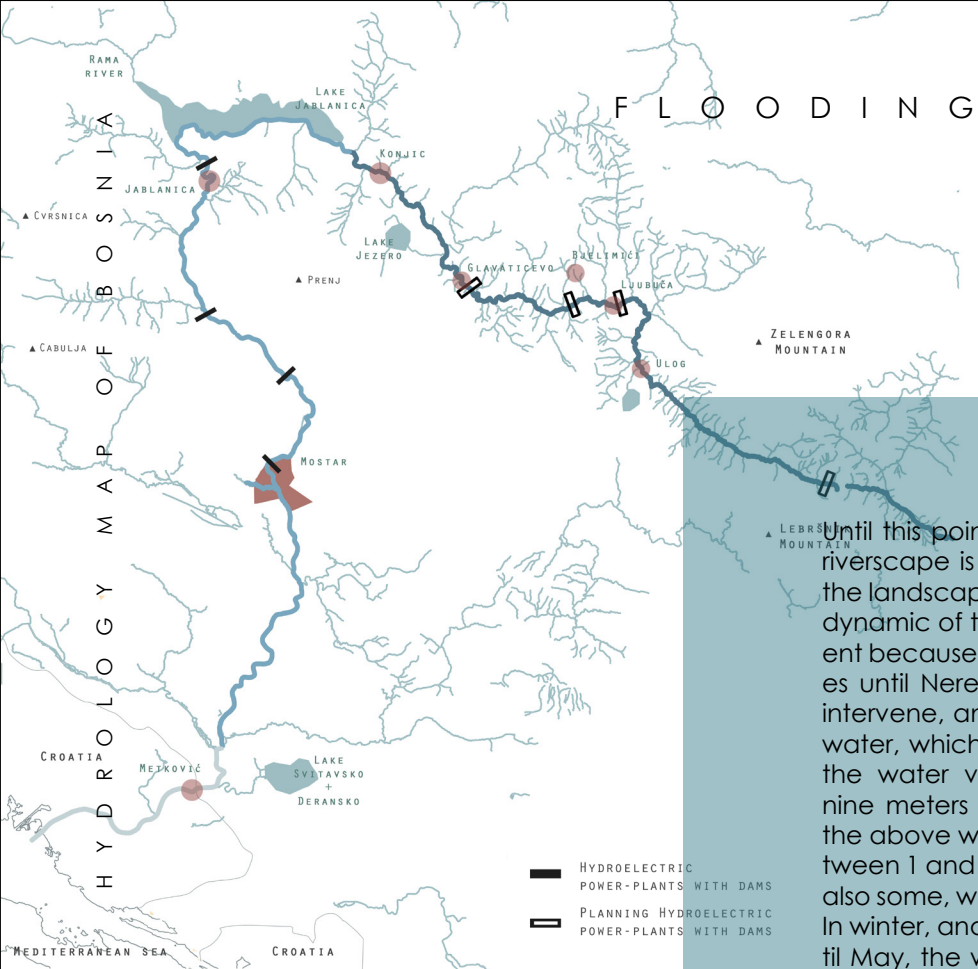 RAMA
RIVER
LAKE
JABLANICA
FLOODING
KONJIC
JABLANICA
▲ CVRSNICA
LAKE
JEZERO
BJELIMIĆI
GLAVATICEVO
▲ PRENJ
LJUBUČA
▲ ZELENGORA
MOUNTAIN
▲ CABULJA
ULOG
HYDROLOGY MAP OF BOSNIA
MOSTAR
▲ LEBRŠNIK
MOUNTAIN
Until this poin
riverscape is
the landscap
dynamic of t
ent because
es until Nere
intervene, an
water, which
the water v
nine meters
the above w
tween 1 and
also some, w
In winter, and
til May, the v
CROATIA
METKOVIĆ
LAKE
SVITAVSKO
+
DERANSKO
HYDROELECTRIC
POWER-PLANTS WITH DAMS
PLANNING HYDROELECTRIC
POWER-PLANTS WITH DAMS
MEDITERRANEAN SEA
CROATIA